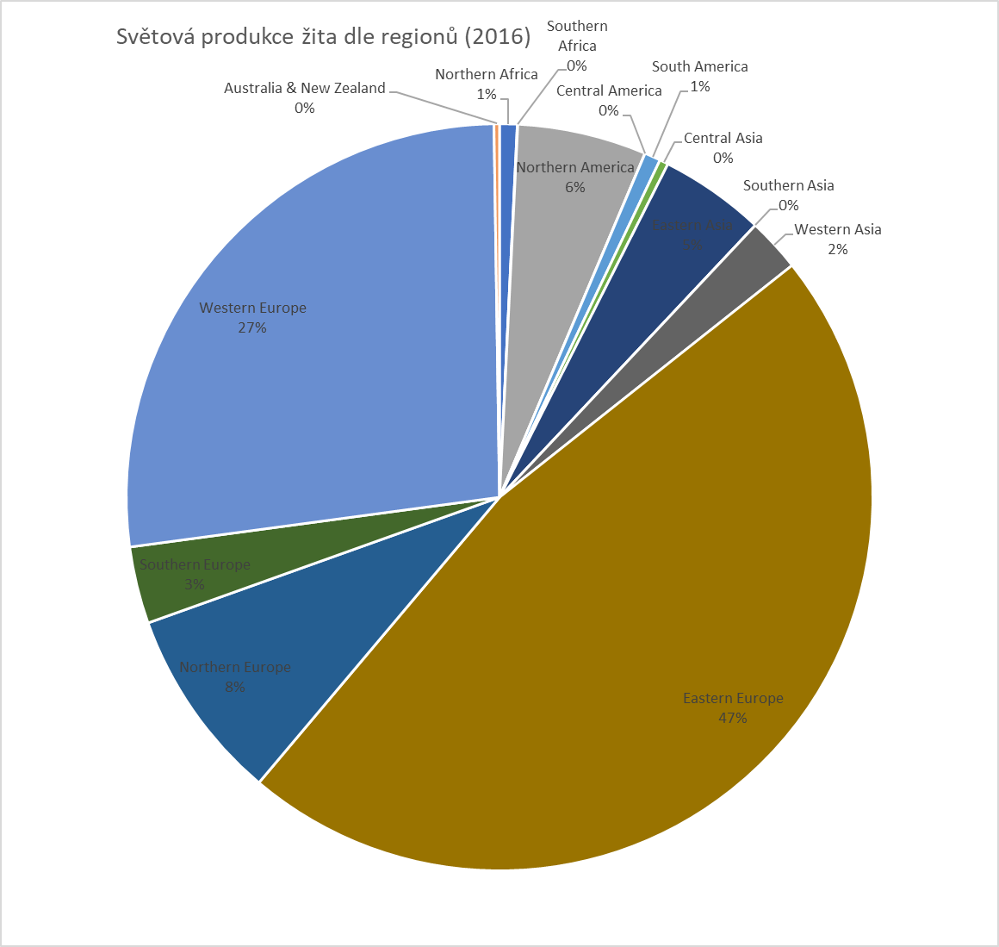 Světová produkce žita dle regionů (2016)
Southern
Africa
0%
Northern Africa
1%
South America
1%
Australia & New Zealand
0%
Central America
0%
Central Asia
0%
Northern America
6%
Southern Asia
0%
Eastern Asia
Western Asia
2%
Western Europe
27%
Southern Europe
3%
Northern Europe
8%
Eastern Europe
47%